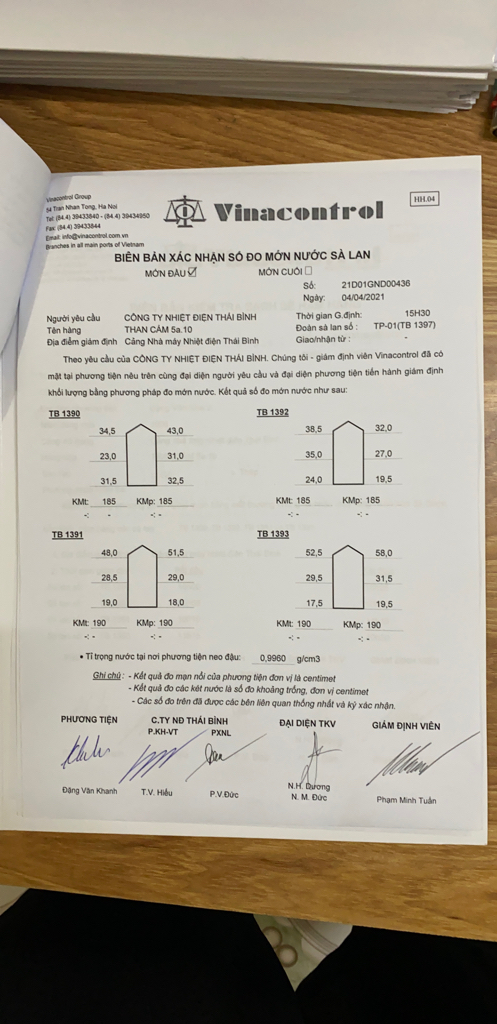 Vinacontrol Group
54 Tran Nhan Tong, Ha Noi
Tel: (84.4) 39433840 - (84.4) 39434950
Fax: (84.4) 39433844
Email: info@vinacontrol.com.vn
Branches in all main ports of Vietnam
Vinacontrol
HH.04
BIÊN BẢN XÁC NHẬN SỐ ĐO MỚN NƯỚC SÀ LAN
MỚN ĐẦU ☑ MỚN CUỐI ☐
Số: 21D01GND00436
Ngày: 04/04/2021
Người yêu cầu CÔNG TY NHIỆT ĐIỆN THÁI BÌNH Thời gian G.định: 15H30
Tên hàng THAN CÁM 5a.10 Đoàn sà lan số : TP-01(TB 1397)
Địa điểm giám định Cảng Nhà máy Nhiệt điện Thái Bình Giao/nhận từ : -
Theo yêu cầu của CÔNG TY NHIỆT ĐIỆN THÁI BÌNH. Chúng tôi - giám định viên Vinacontrol đã có
mặt tại phương tiện nêu trên cùng đại diện người yêu cầu và đại diện phương tiện tiến hành giám định
khối lượng bằng phương pháp đo mớn nước. Kết quả số đo mớn nước như sau:
TB 1390 TB 1392
34,5 43,0 38,5 32,0
23,0 31,0 35,0 27,0
31,5 32,5 24,0 19,5
KMt: 185 KMp: 185 KMt: 185 KMp: 185
-: - -: - -: - -: -
TB 1391 TB 1393
48,0 51,5 52,5 58,0
28,5 29,0 29,5 31,5
19,0 18,0 17,5 19,5
KMt: 190 KMp: 190 KMt: 190 KMp: 190
-: - -: - -: - -: -
• Tỉ trọng nước tại nơi phương tiện neo đậu: 0,9960 g/cm3
Ghi chú : - Kết quả đo mạn nổi của phương tiện đơn vị là centimet
- Kết quả đo các két nước là số đo khoảng trống, đơn vị centimet
- Các số đo trên đã được các bên liên quan thống nhất và ký xác nhận.
PHƯƠNG TIỆN C.TY NĐ THÁI BÌNH ĐẠI DIỆN TKV GIÁM ĐỊNH VIÊN
P.KH-VT PXNL
Đặng Văn Khanh T.V. Hiếu P.V.Đức N.H. Dương Phạm Minh Tuấn
N. M. Đức